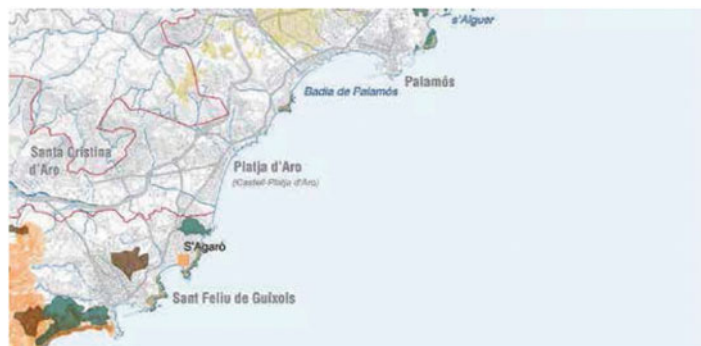 s'Alguer
Palamós
Badia de Palamós
Santa Cristina
d'Aro
Platja d'Aro
(Castell-Platja d'Aro)
S'Agaró
Sant Feliu de Guíxols